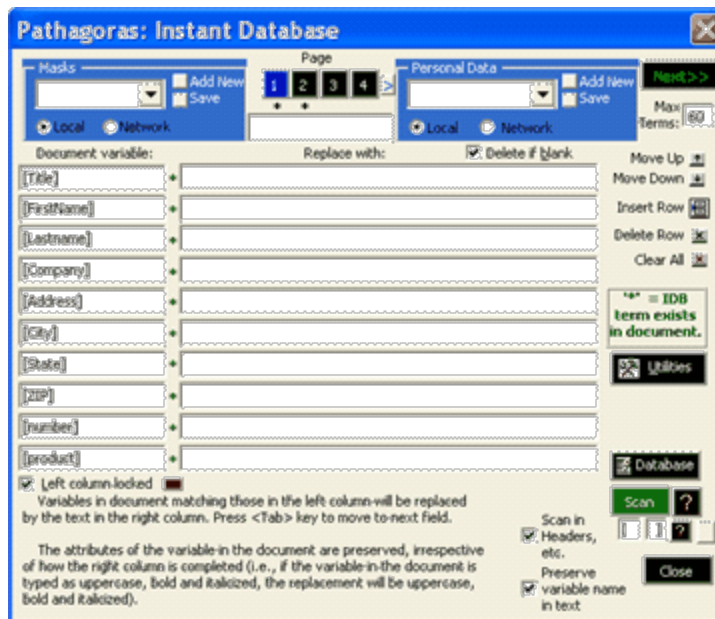 Pathagoras: Instant Database
Masks
Add New
Save
Local Network
Page
1 2 3 4 >
Personal Data
Add New
Save
Local Network
Next>>
Max Terms: 60
Document variable:
Replace with:
Delete if blank
Move Up
Move Down
Insert Row
Delete Row
Clear All
[Title]
[FirstName]
[Lastname]
[Company]
[Address]
[City]
[State]
[ZIP]
[number]
[product]
"*" = IDB
term exists
in document.
Utilities
Database
Scan ?
[ ] ?
Close
Left column-locked
Variables in document matching those in the left column-will be replaced
by the text in the right column. Press <Tab> key to move to-next field.
The attributes of the variable-in the document are preserved, irrespective
of how the right column is completed (i.e., if the variable-in-the document is
typed as uppercase, bold and italicized, the replacement will be uppercase,
bold and italicized).
Scan in
Headers,
etc.
Preserve
variable name
in text